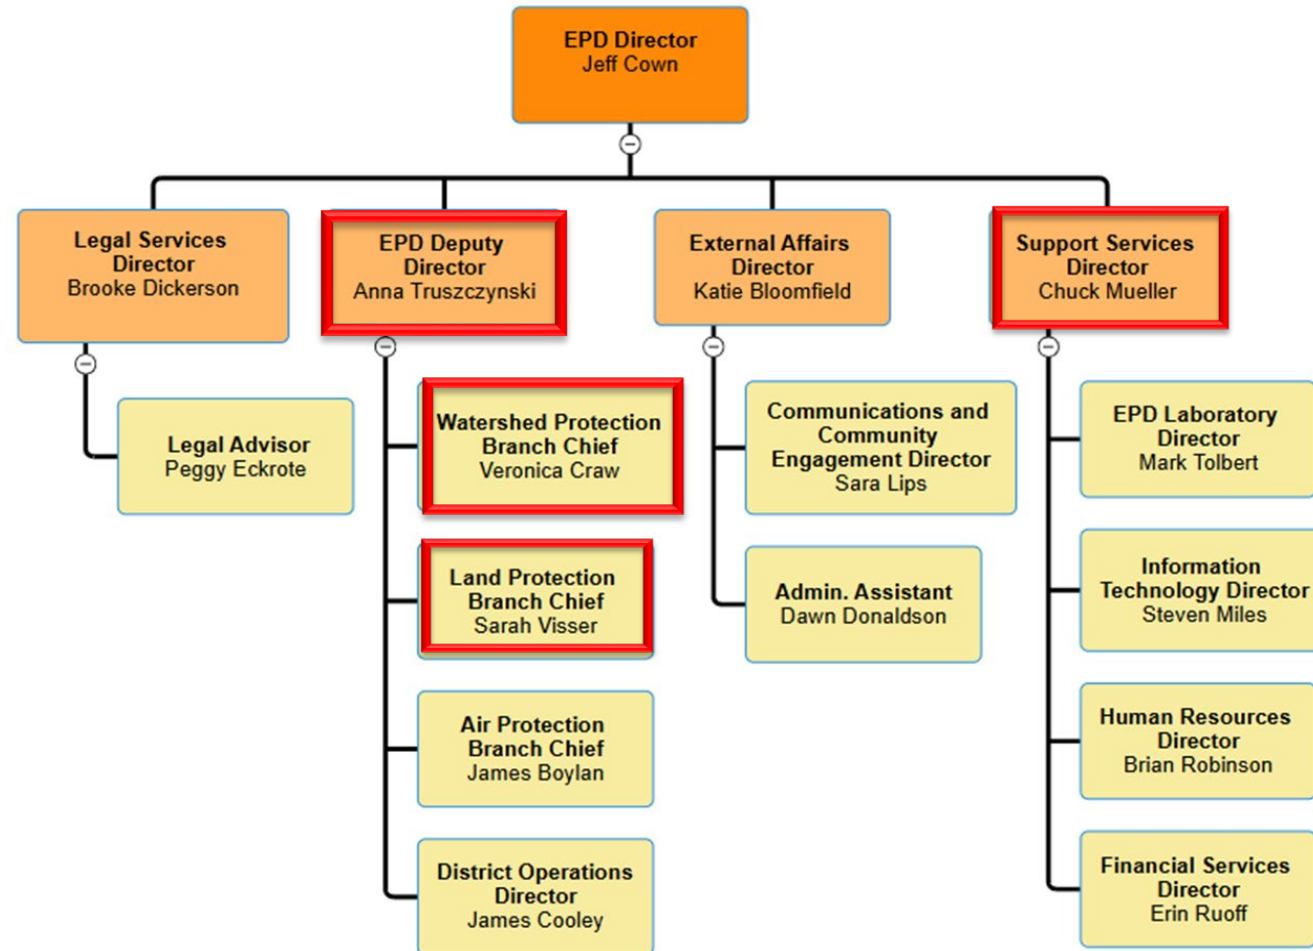 EPD Director
Jeff Cown
Legal Services
Director
Brooke Dickerson
EPD Deputy
Director
Anna Truszczynski
External Affairs
Director
Katie Bloomfield
Support Services
Director
Chuck Mueller
Legal Advisor
Peggy Eckrote
Watershed Protection
Branch Chief
Veronica Craw
Land Protection
Branch Chief
Sarah Visser
Air Protection
Branch Chief
James Boylan
District Operations
Director
James Cooley
Communications and
Community
Engagement Director
Sara Lips
Admin. Assistant
Dawn Donaldson
EPD Laboratory
Director
Mark Tolbert
Information
Technology Director
Steven Miles
Human Resources
Director
Brian Robinson
Financial Services
Director
Erin Ruoff